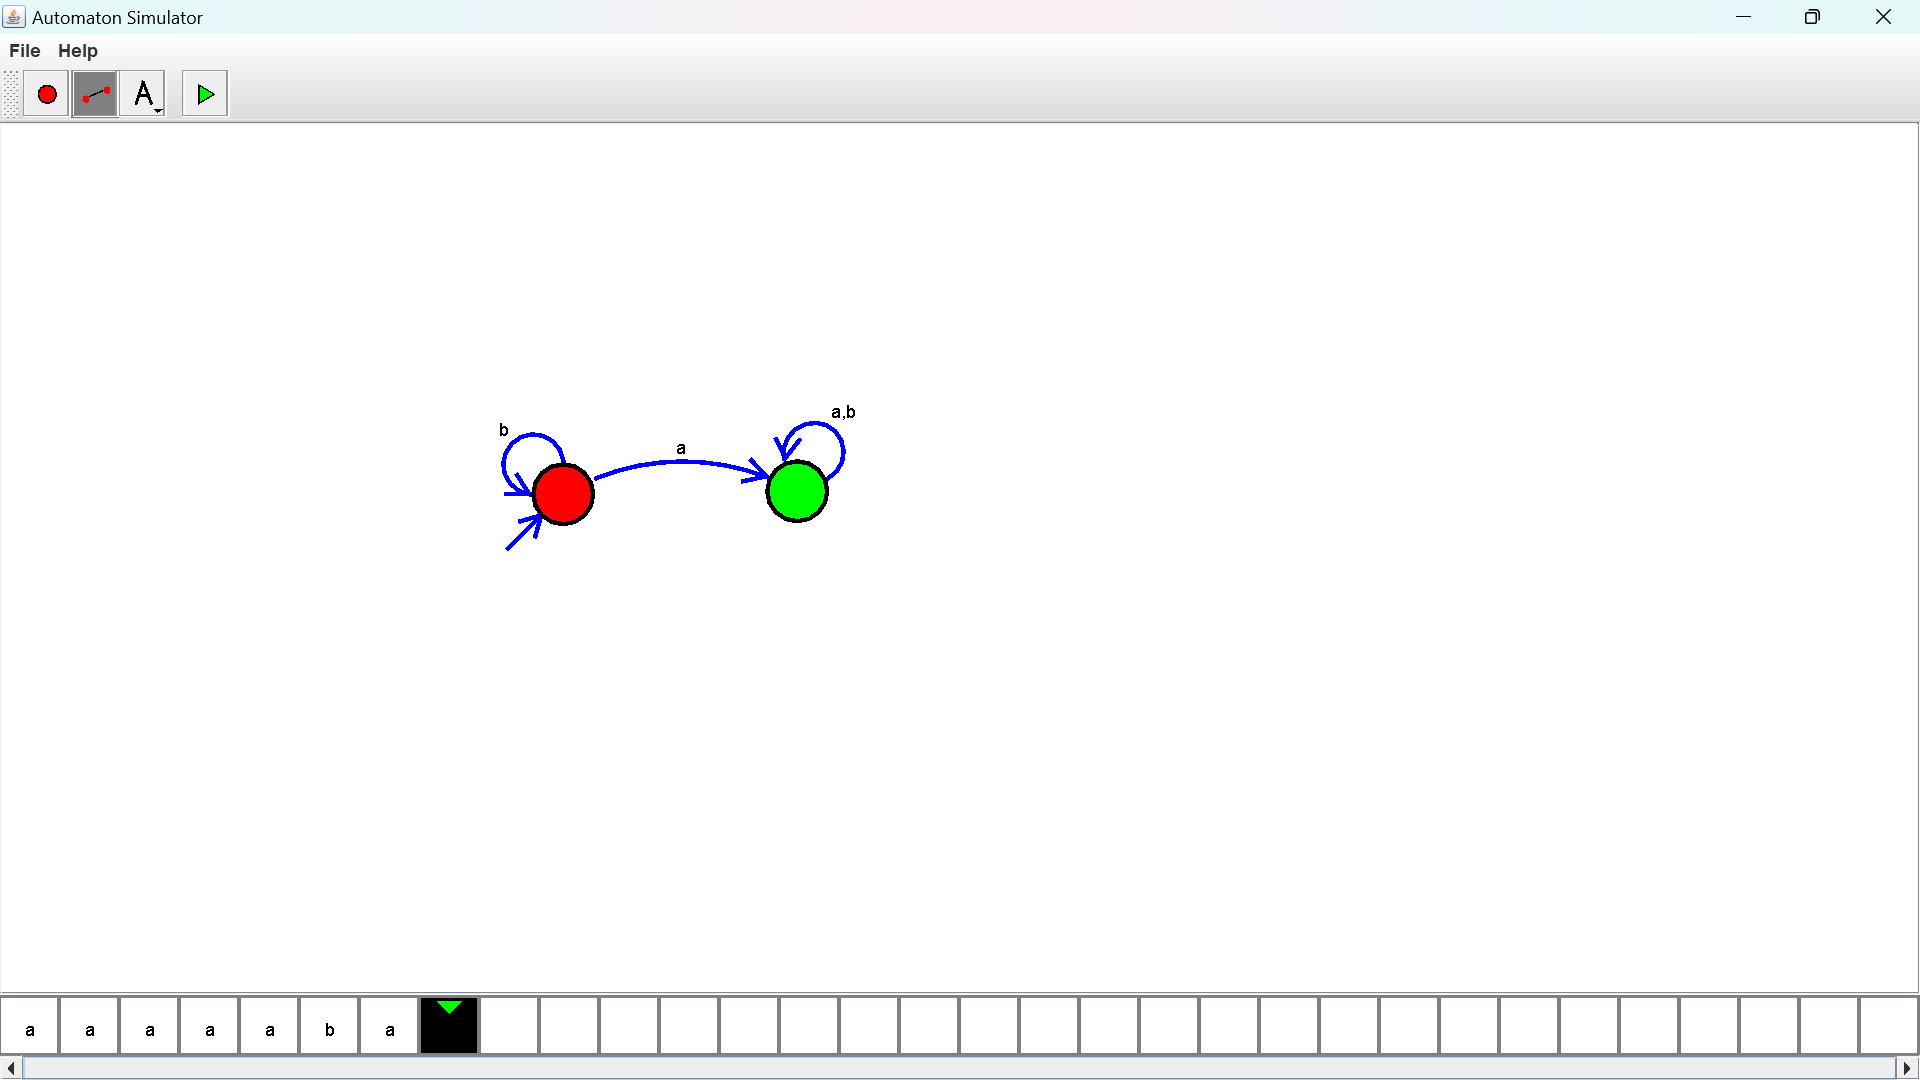 Automaton Simulator
File Help
A
a,b
b
a
a a a a a b a